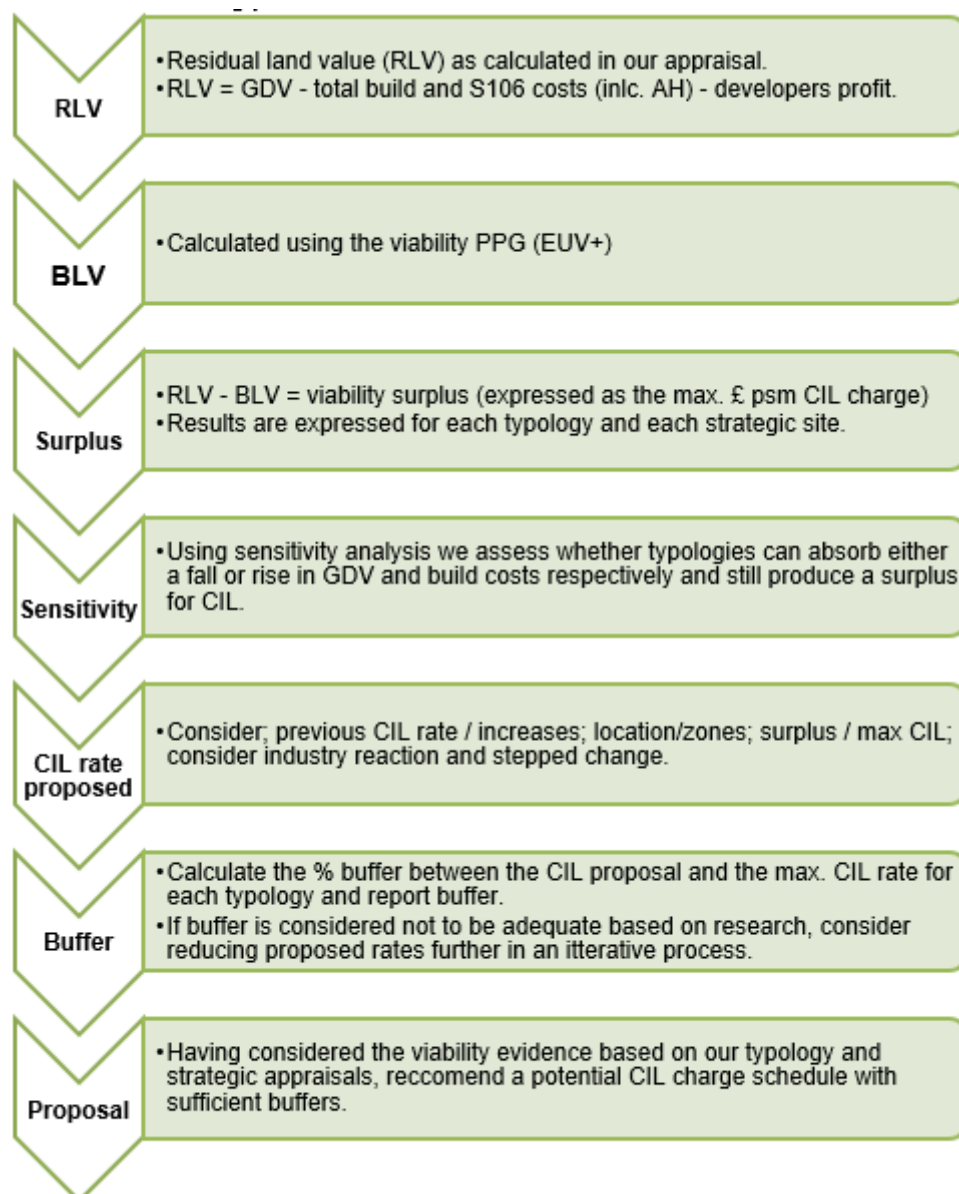 •Residual land value (RLV) as calculated in our appraisal.
•RLV = GDV - total build and S106 costs (inlc. AH) - developers profit.
RLV
•Calculated using the viability PPG (EUV+)
BLV
•RLV - BLV = viability surplus (expressed as the max. £ psm CIL charge)
•Results are expressed for each typology and each strategic site.
Surplus
•Using sensitivity analysis we assess whether typologies can absorb either
a fall or rise in GDV and build costs respectively and still produce a surplus
for CIL.
Sensitivity
•Consider; previous CIL rate / increases; location/zones; surplus / max CIL;
consider industry reaction and stepped change.
CIL rate
proposed
•Calculate the % buffer between the CIL proposal and the max. CIL rate for
each typology and report buffer.
•If buffer is considered not to be adequate based on research, consider
reducing proposed rates further in an itterative process.
Buffer
•Having considered the viability evidence based on our typology and
strategic appraisals, reccomend a potential CIL charge schedule with
sufficient buffers.
Proposal